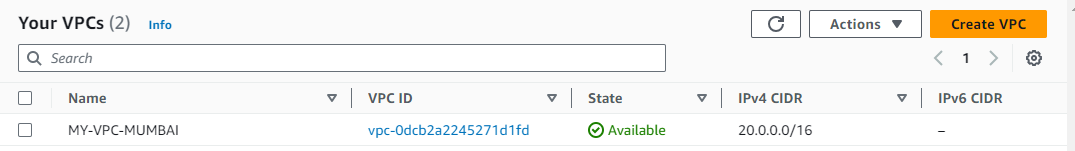 Your VPCs (2) Info Actions Create VPC
Search 1
Name VPC ID State IPv4 CIDR IPv6 CIDR
MY-VPC-MUMBAI vpc-0dcb2a2245271d1fd Available 20.0.0.0/16 –